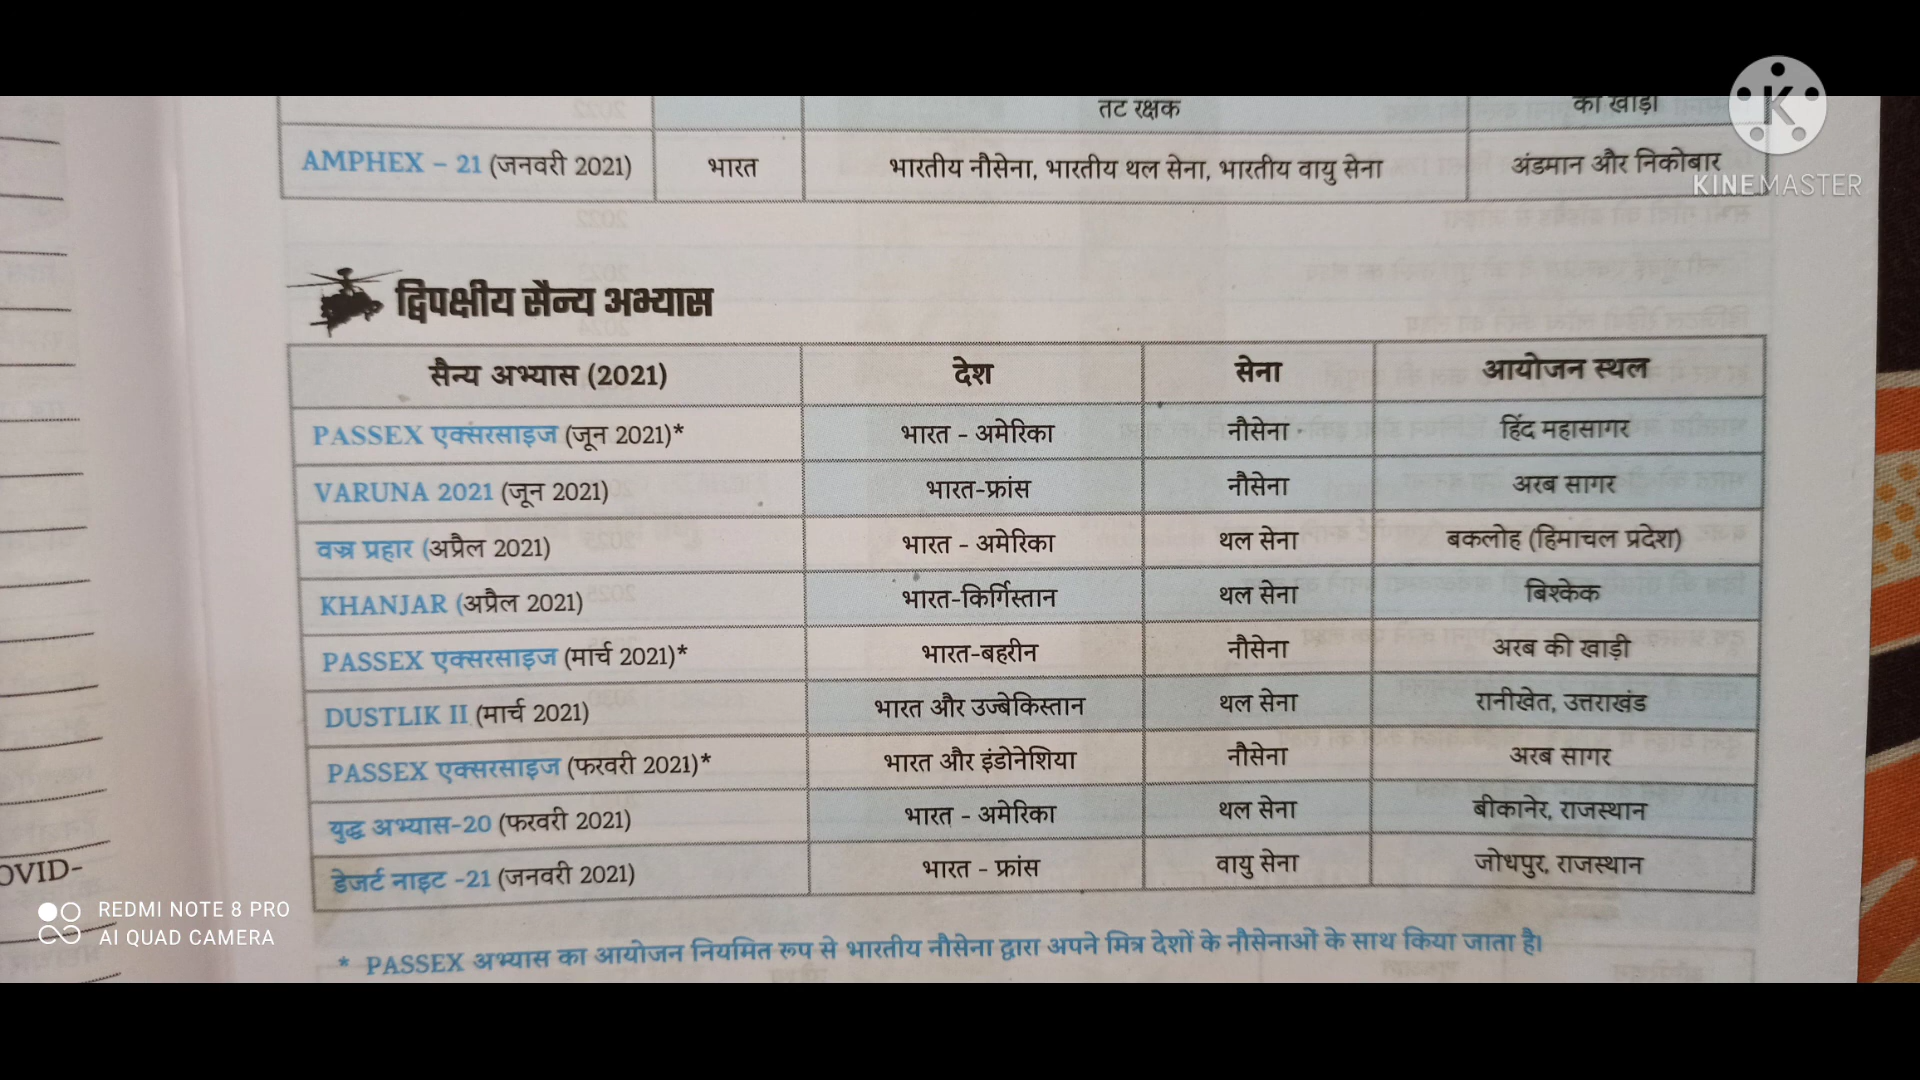 तट रक्षक
की खाड़ी
AMPHEX – 21 (जनवरी 2021) भारत भारतीय नौसेना, भारतीय थल सेना, भारतीय वायु सेना अंडमान और निकोबार
KINEMASTER
द्विपक्षीय सैन्य अभ्यास
सैन्य अभ्यास (2021) देश सेना आयोजन स्थल
PASSEX एक्सरसाइज (जून 2021)* भारत – अमेरिका नौसेना हिंद महासागर
VARUNA 2021 (जून 2021) भारत-फ्रांस नौसेना अरब सागर
वज्र प्रहार (अप्रैल 2021) भारत – अमेरिका थल सेना बकलोह (हिमाचल प्रदेश)
KHANJAR (अप्रैल 2021) भारत-किर्गिस्तान थल सेना बिश्केक
PASSEX एक्सरसाइज (मार्च 2021)* भारत-बहरीन नौसेना अरब की खाड़ी
DUSTLIK II (मार्च 2021) भारत और उज्बेकिस्तान थल सेना रानीखेत, उत्तराखंड
PASSEX एक्सरसाइज (फरवरी 2021)* भारत और इंडोनेशिया नौसेना अरब सागर
युद्ध अभ्यास-20 (फरवरी 2021) भारत – अमेरिका थल सेना बीकानेर, राजस्थान
डेजर्ट नाइट -21 (जनवरी 2021) भारत – फ्रांस वायु सेना जोधपुर, राजस्थान
* PASSEX अभ्यास का आयोजन नियमित रूप से भारतीय नौसेना द्वारा अपने मित्र देशों के नौसेनाओं के साथ किया जाता है।
OVID-
REDMI NOTE 8 PRO
AI QUAD CAMERA